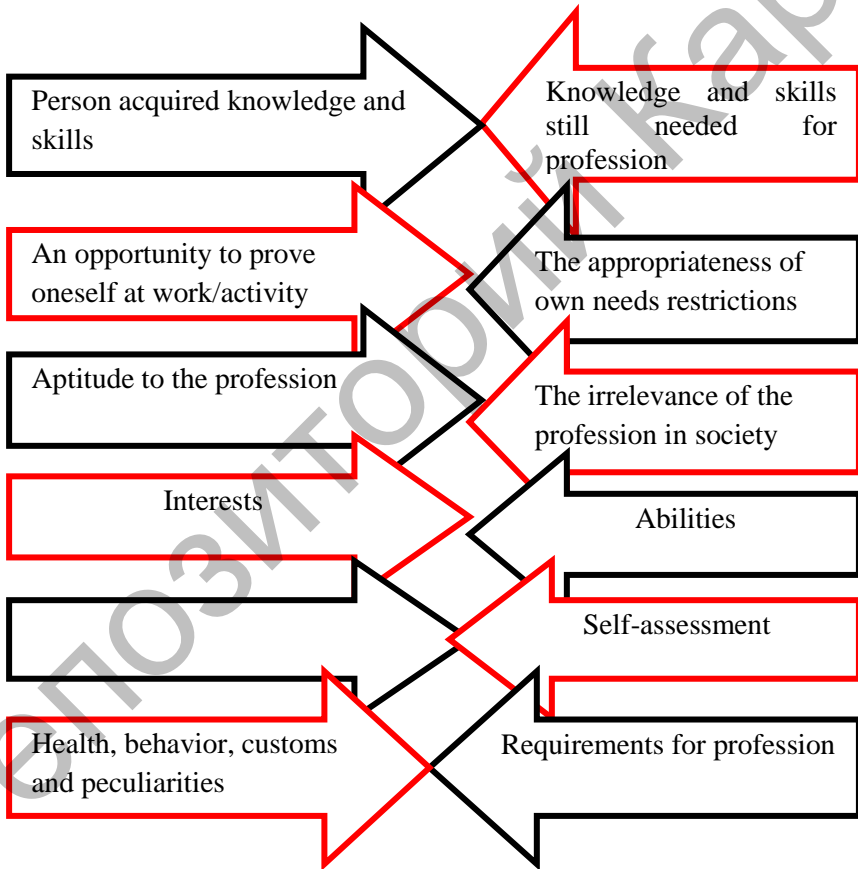 Person acquired knowledge and
skills
Knowledge and skills
still needed for
profession
An opportunity to prove
oneself at work/activity
The appropriateness of
own needs restrictions
Aptitude to the profession
The irrelevance of the
profession in society
Interests
Abilities
Self-assessment
Health, behavior, customs
and peculiarities
Requirements for profession
епозиторий Кар